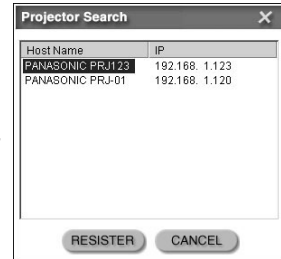 Projector Search
Host Name IP
PANASONIC PRJ123 192.168. 1.123
PANASONIC PRJ-01 192.168. 1.120
RESISTER CANCEL